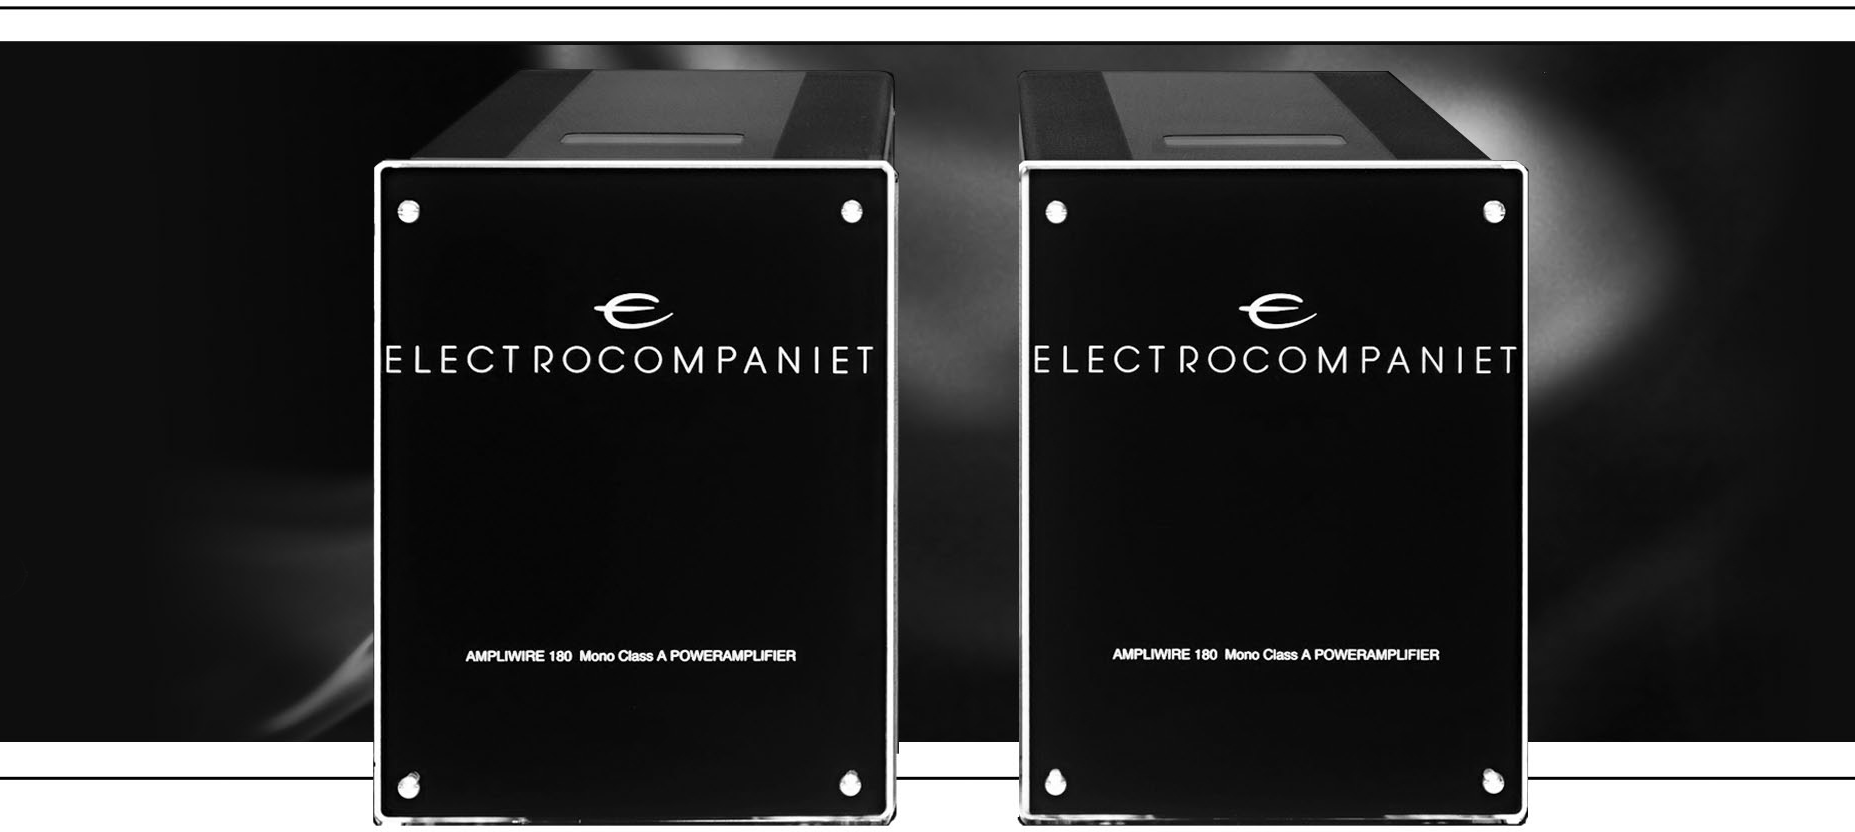 ELECTROCOMPANIET
AMPLIWIRE 180 Mono Class A POWERAMPLIFIER
ELECTROCOMPANIET
AMPLIWIRE 180 Mono Class A POWERAMPLIFIER